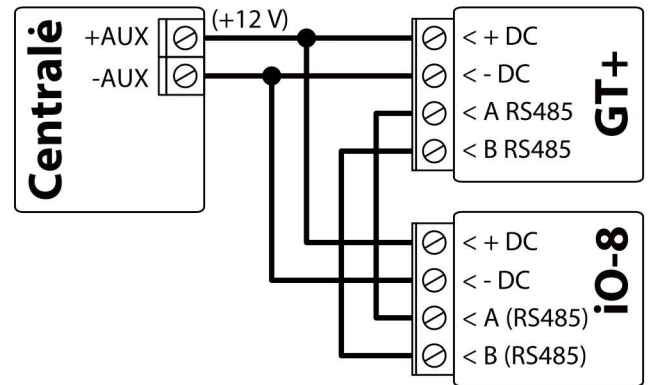 Centralė
+AUX
-AUX
(+12 V)
GT+
< + DC
< - DC
< A RS485
< B RS485
iO-8
< + DC
< - DC
< A (RS485)
< B (RS485)